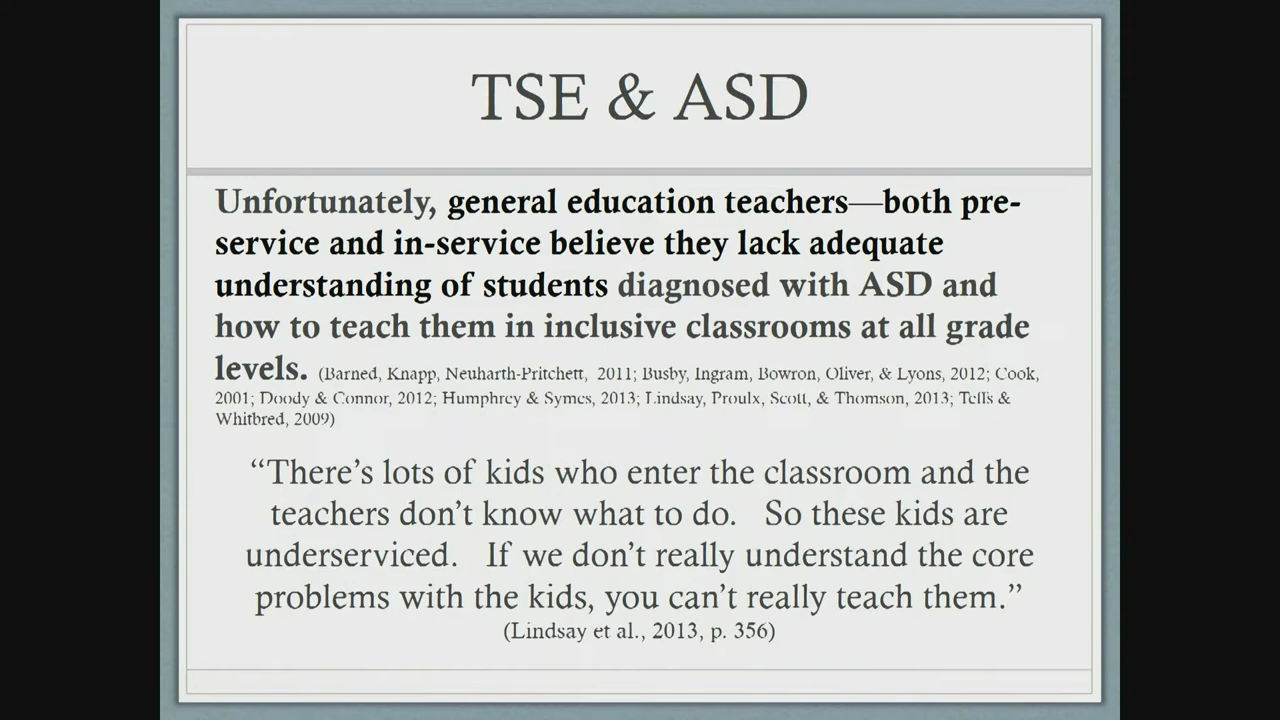 TSE & ASD
Unfortunately, general education teachers—both pre-
service and in-service believe they lack adequate
understanding of students diagnosed with ASD and
how to teach them in inclusive classrooms at all grade
levels. (Barned, Knapp, Neuharth-Pritchett, 2011; Busby, Ingram, Bowron, Oliver, & Lyons, 2012; Cook,
2001; Doody & Connor, 2012; Humphrey & Symes, 2013; Lindsay, Proulx, Scott, & Thomson, 2013; Teffs &
Whitbred, 2009)
“There’s lots of kids who enter the classroom and the
teachers don’t know what to do. So these kids are
underserviced. If we don’t really understand the core
problems with the kids, you can’t really teach them.”
(Lindsay et al., 2013, p. 356)